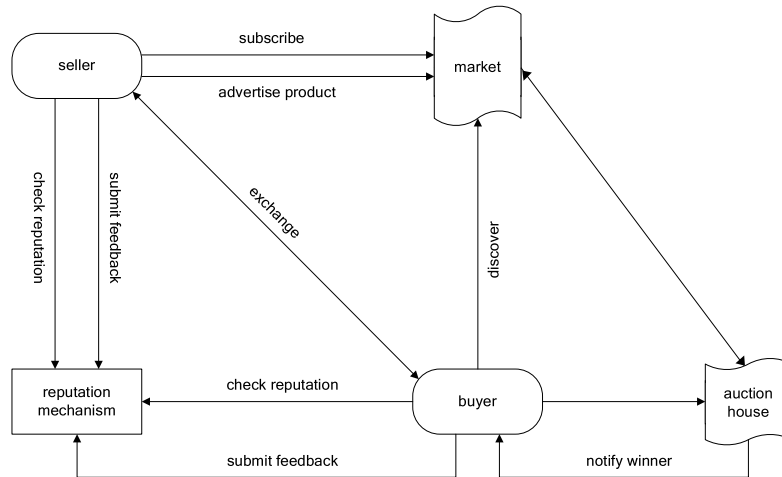 subscribe
seller
market
advertise product
check reputation
submit feedback
exchange
discover
reputation
mechanism
check reputation
buyer
auction
house
submit feedback
notify winner